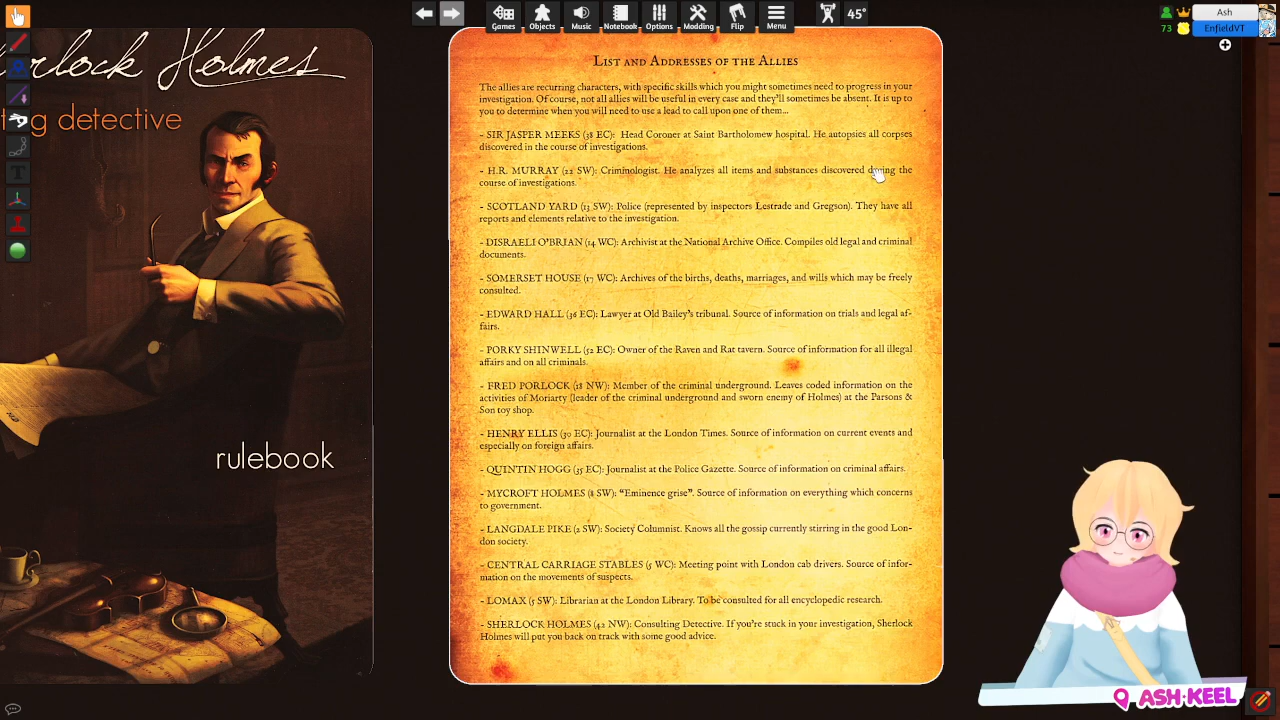 Games Objects Music Notebook Options Modding Flip Menu 45°
Ash
73 EnfieldVT
rlock Holmes
g detective
rulebook
List and Addresses of the Allies
The allies are recurring characters, with specific skills which you might sometimes need to progress in your
investigation. Of course, not all allies will be useful in every case and they'll sometimes be absent. It is up to
you to determine when you will need to use a lead to call upon one of them...
- SIR JASPER MEEKS (38 EC): Head Coroner at Saint Bartholomew hospital. He autopsies all corpses
discovered in the course of investigations.
- H.R. MURRAY (22 SW): Criminologist. He analyzes all items and substances discovered during the
course of investigations.
- SCOTLAND YARD (13 SW): Police (represented by inspectors Lestrade and Gregson). They have all
reports and elements relative to the investigation.
- DISRAELI O'BRIAN (14 WC): Archivist at the National Archive Office. Compiles old legal and criminal
documents.
- SOMERSET HOUSE (17 WC): Archives of the births, deaths, marriages, and wills which may be freely
consulted.
- EDWARD HALL (36 EC): Lawyer at Old Bailey's tribunal. Source of information on trials and legal af-
fairs.
- PORKY SHINWELL (52 EC): Owner of the Raven and Rat tavern. Source of information for all illegal
affairs and on all criminals.
- FRED PORLOCK (18 NW): Member of the criminal underground. Leaves coded information on the
activities of Moriarty (leader of the criminal underground and sworn enemy of Holmes) at the Parsons &
Son toy shop.
- HENRY ELLIS (30 EC): Journalist at the London Times. Source of information on current events and
especially on foreign affairs.
- QUINTIN HOGG (35 EC): Journalist at the Police Gazette. Source of information on criminal affairs.
- MYCROFT HOLMES (8 SW): “Eminence grise”. Source of information on everything which concerns
to government.
- LANGDALE PIKE (2 SW): Society Columnist. Knows all the gossip currently stirring in the good Lon-
don society.
- CENTRAL CARRIAGE STABLES (5 WC): Meeting point with London cab drivers. Source of infor-
mation on the movements of suspects.
- LOMAX (5 SW): Librarian at the London Library. To be consulted for all encyclopedic research.
- SHERLOCK HOLMES (42 NW): Consulting Detective. If you're stuck in your investigation, Sherlock
Holmes will put you back on track with some good advice.
ASH·KEEL